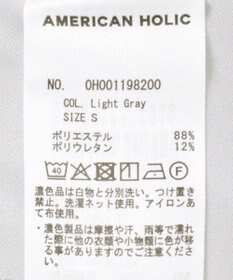 AMERICAN HOLIC
NO. 0H001198200
COL. Light Gray
SIZE S
ポリエステル 88%
ポリウレタン 12%
40 F
濃色品は白物と分別洗い。つけ置き
禁止。洗濯ネット使用。アイロンあ
て布使用。
・濃色製品は摩擦や汗、雨等で濡れ
た際に他の衣類や小物類に色が移
る事がありますのでご注意くださ
い。